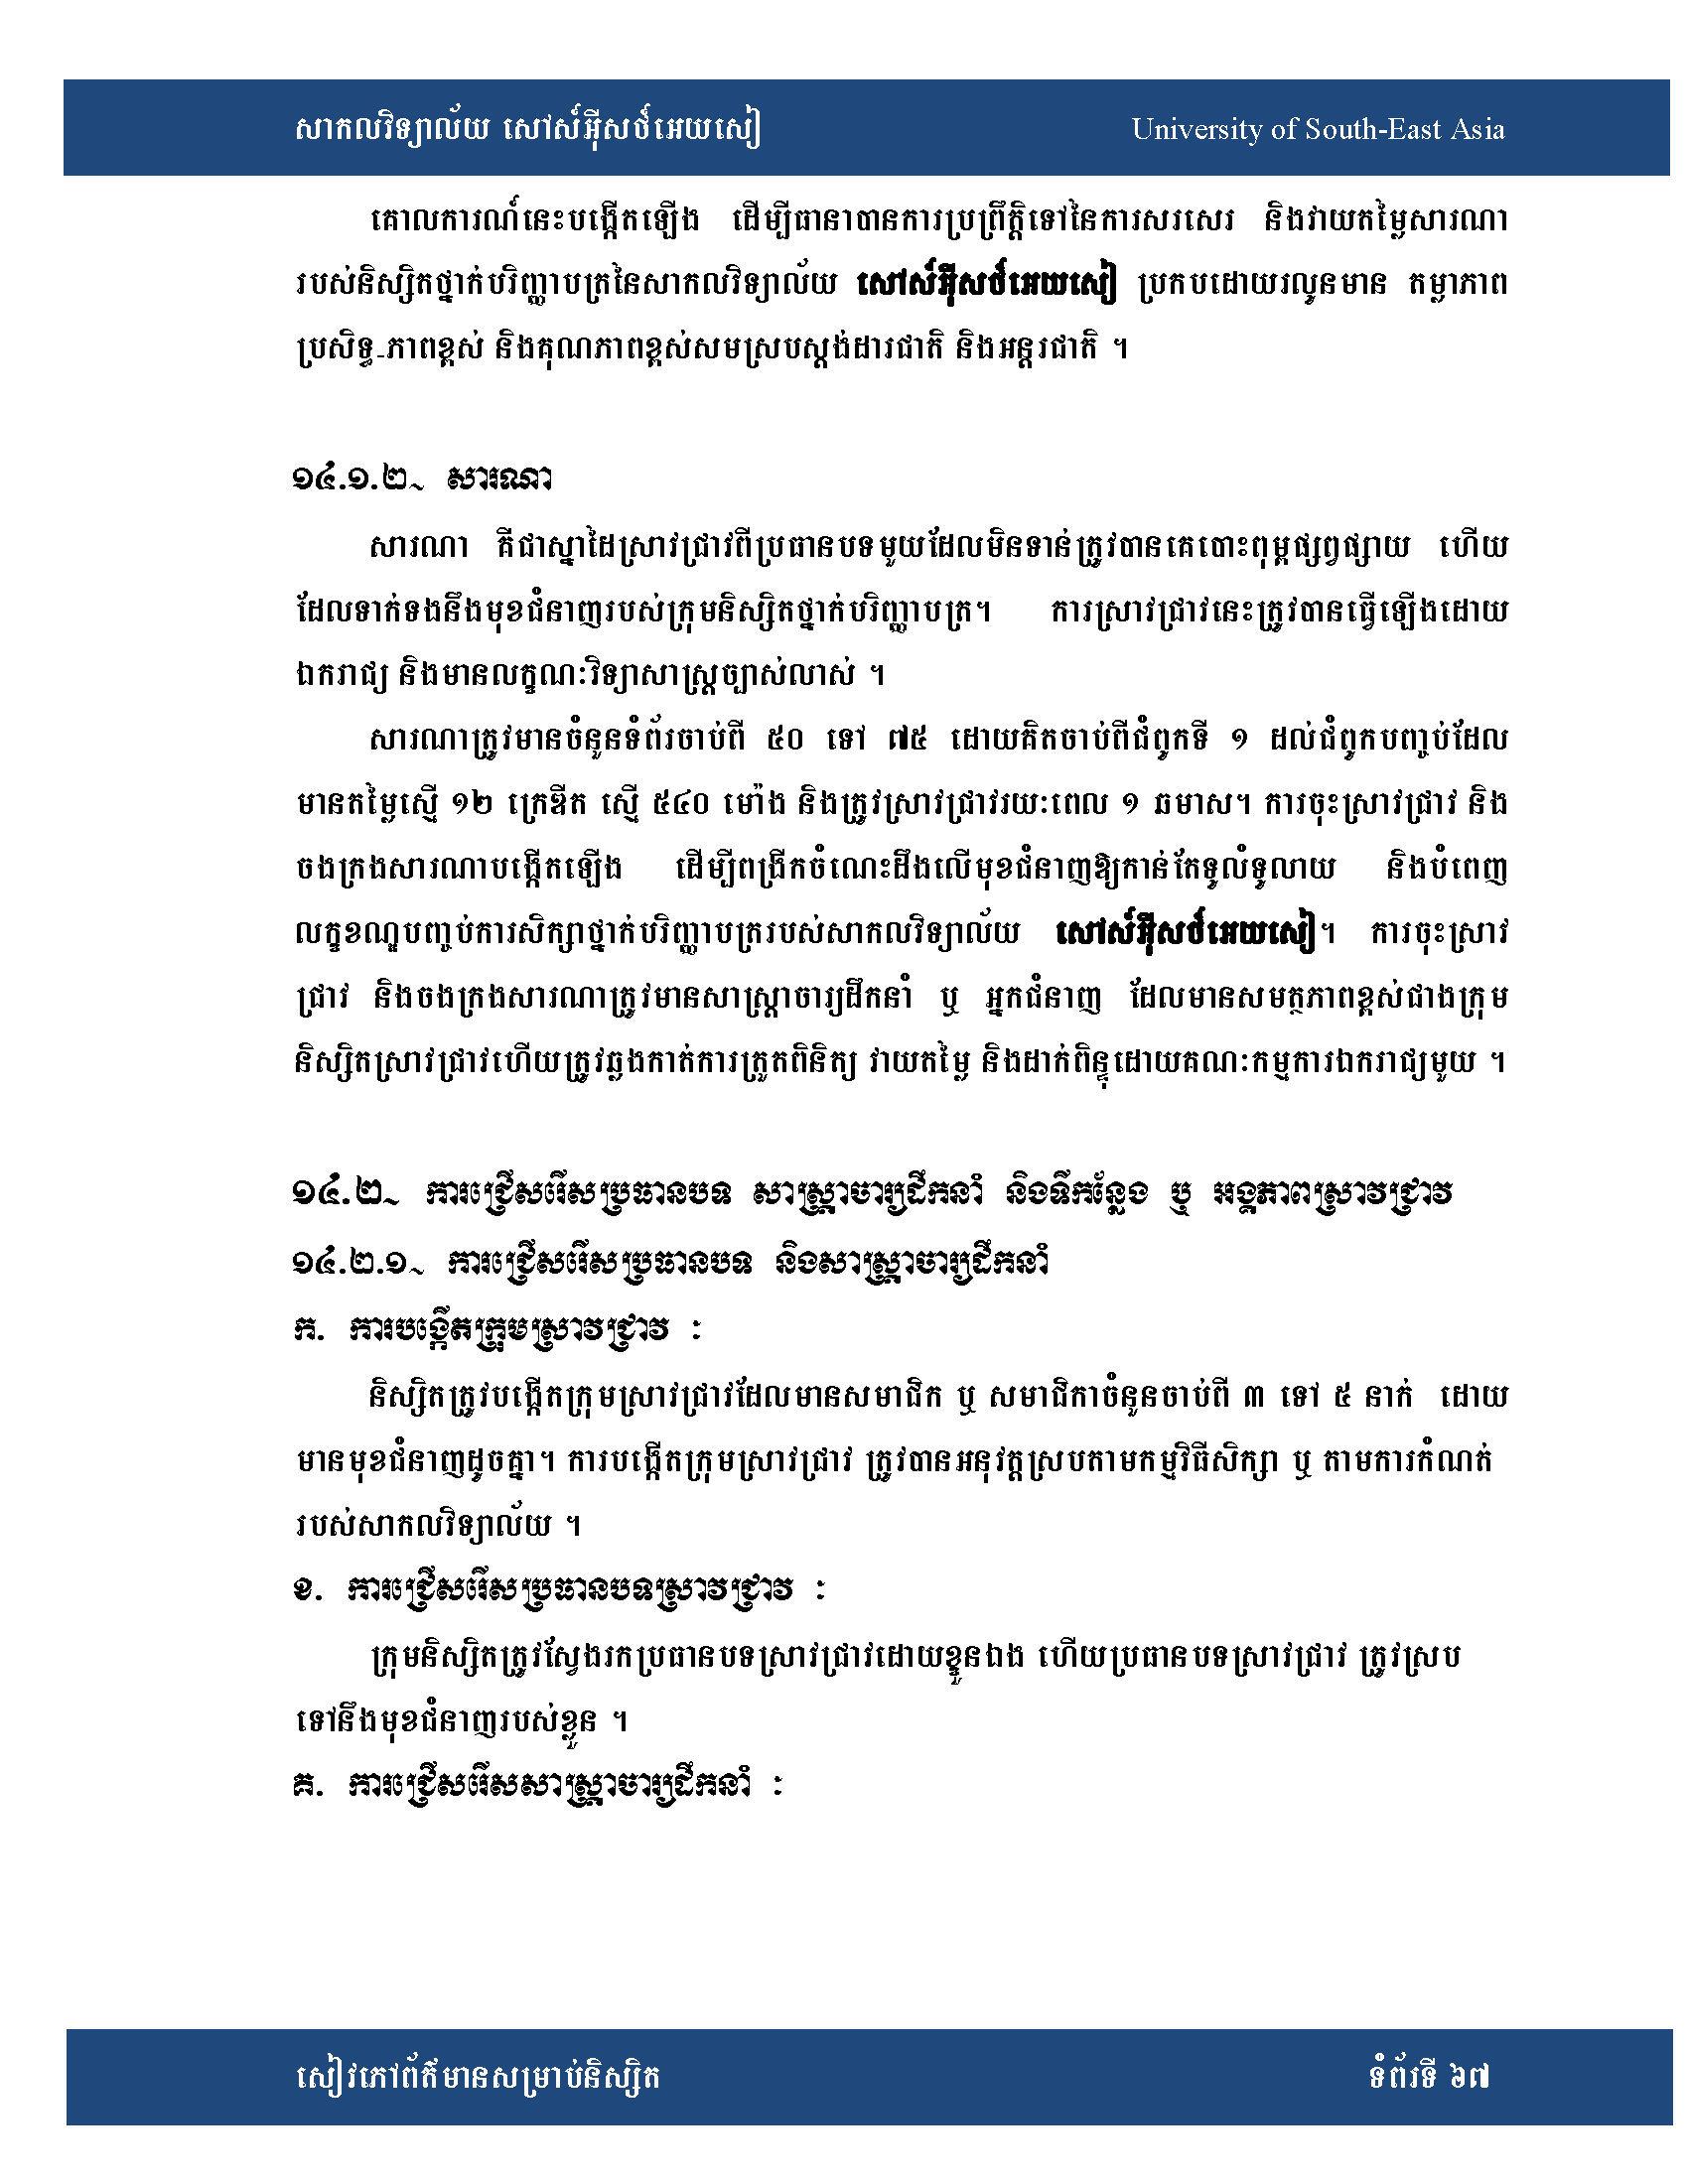 សាកលវិទ្យាល័យ សៅស៍អ៊ីសថ៍អេយសៀ University of South-East Asia
គោលការណ៍នេះបង្កើតឡើង ដើម្បីធានាបានការប្រព្រឹត្តិទៅនៃការសរសេរ និងវាយតម្លៃសារណា
របស់និស្សិតថ្នាក់បរិញ្ញាបត្រនៃសាកលវិទ្យាល័យ សៅស៍អ៊ីសថ៍អេយសៀ ប្រកបដោយរលូនមាន តម្លាភាព
ប្រសិទ្ធ-ភាពខ្ពស់ និងគុណភាពខ្ពស់សមស្របស្តង់ដារជាតិ និងអន្តរជាតិ ។
១៤.១.២~ សារណា
សារណា គឺជាស្នាដៃស្រាវជ្រាវពីប្រធានបទមួយដែលមិនទាន់ត្រូវបានគេបោះពុម្ពផ្សព្វផ្សាយ ហើយ
ដែលទាក់ទងនឹងមុខជំនាញរបស់ក្រុមនិស្សិតថ្នាក់បរិញ្ញាបត្រ។ ការស្រាវជ្រាវនេះត្រូវបានធ្វើឡើងដោយ
ឯករាជ្យ និងមានលក្ខណៈវិទ្យាសាស្ត្រច្បាស់លាស់ ។
សារណាត្រូវមានចំនួនទំព័រចាប់ពី ៥០ ទៅ ៧៥ ដោយគិតចាប់ពីជំពូកទី ១ ដល់ជំពូកបញ្ចប់ដែល
មានតម្លៃស្មើ ១២ ក្រេឌីត ស្មើ ៥៤០ ម៉ោង និងត្រូវស្រាវជ្រាវរយៈពេល ១ ឆមាស។ ការចុះស្រាវជ្រាវ និង
ចងក្រងសារណាបង្កើតឡើង ដើម្បីពង្រីកចំណេះដឹងលើមុខជំនាញឱ្យកាន់តែទូលំទូលាយ និងបំពេញ
លក្ខខណ្ឌបញ្ចប់ការសិក្សាថ្នាក់បរិញ្ញាបត្ររបស់សាកលវិទ្យាល័យ សៅស៍អ៊ីសថ៍អេយសៀ។ ការចុះស្រាវ
ជ្រាវ និងចងក្រងសារណាត្រូវមានសាស្ត្រាចារ្យដឹកនាំ ឬ អ្នកជំនាញ ដែលមានសមត្ថភាពខ្ពស់ជាងក្រុម
និស្សិតស្រាវជ្រាវហើយត្រូវឆ្លងកាត់ការត្រួតពិនិត្យ វាយតម្លៃ និងដាក់ពិន្ទុដោយគណៈកម្មការឯករាជ្យមួយ ។
១៤.២~ ការជ្រើសរើសប្រធានបទ សាស្ត្រាចារ្យដឹកនាំ និងទីកន្លែង ឬ អង្គភាពស្រាវជ្រាវ
១៤.២.១~ ការជ្រើសរើសប្រធានបទ និងសាស្ត្រាចារ្យដឹកនាំ
ក. ការបង្កើតក្រុមស្រាវជ្រាវ ៈ
និស្សិតត្រូវបង្កើតក្រុមស្រាវជ្រាវដែលមានសមាជិក ឬ សមាជិកាចំនួនចាប់ពី ៣ ទៅ ៥ នាក់ ដោយ
មានមុខជំនាញដូចគ្នា។ ការបង្កើតក្រុមស្រាវជ្រាវ ត្រូវបានអនុវត្តស្របតាមកម្មវិធីសិក្សា ឬ តាមការកំណត់
របស់សាកលវិទ្យាល័យ ។
ខ. ការជ្រើសរើសប្រធានបទស្រាវជ្រាវ ៈ
ក្រុមនិស្សិតត្រូវស្វែងរកប្រធានបទស្រាវជ្រាវដោយខ្លួនឯង ហើយប្រធានបទស្រាវជ្រាវ ត្រូវស្រប
ទៅនឹងមុខជំនាញរបស់ខ្លួន ។
គ. ការជ្រើសរើសសាស្ត្រាចារ្យដឹកនាំ ៈ
សៀវភៅព័ត៌មានសម្រាប់និស្សិត ទំព័រទី ៦៧